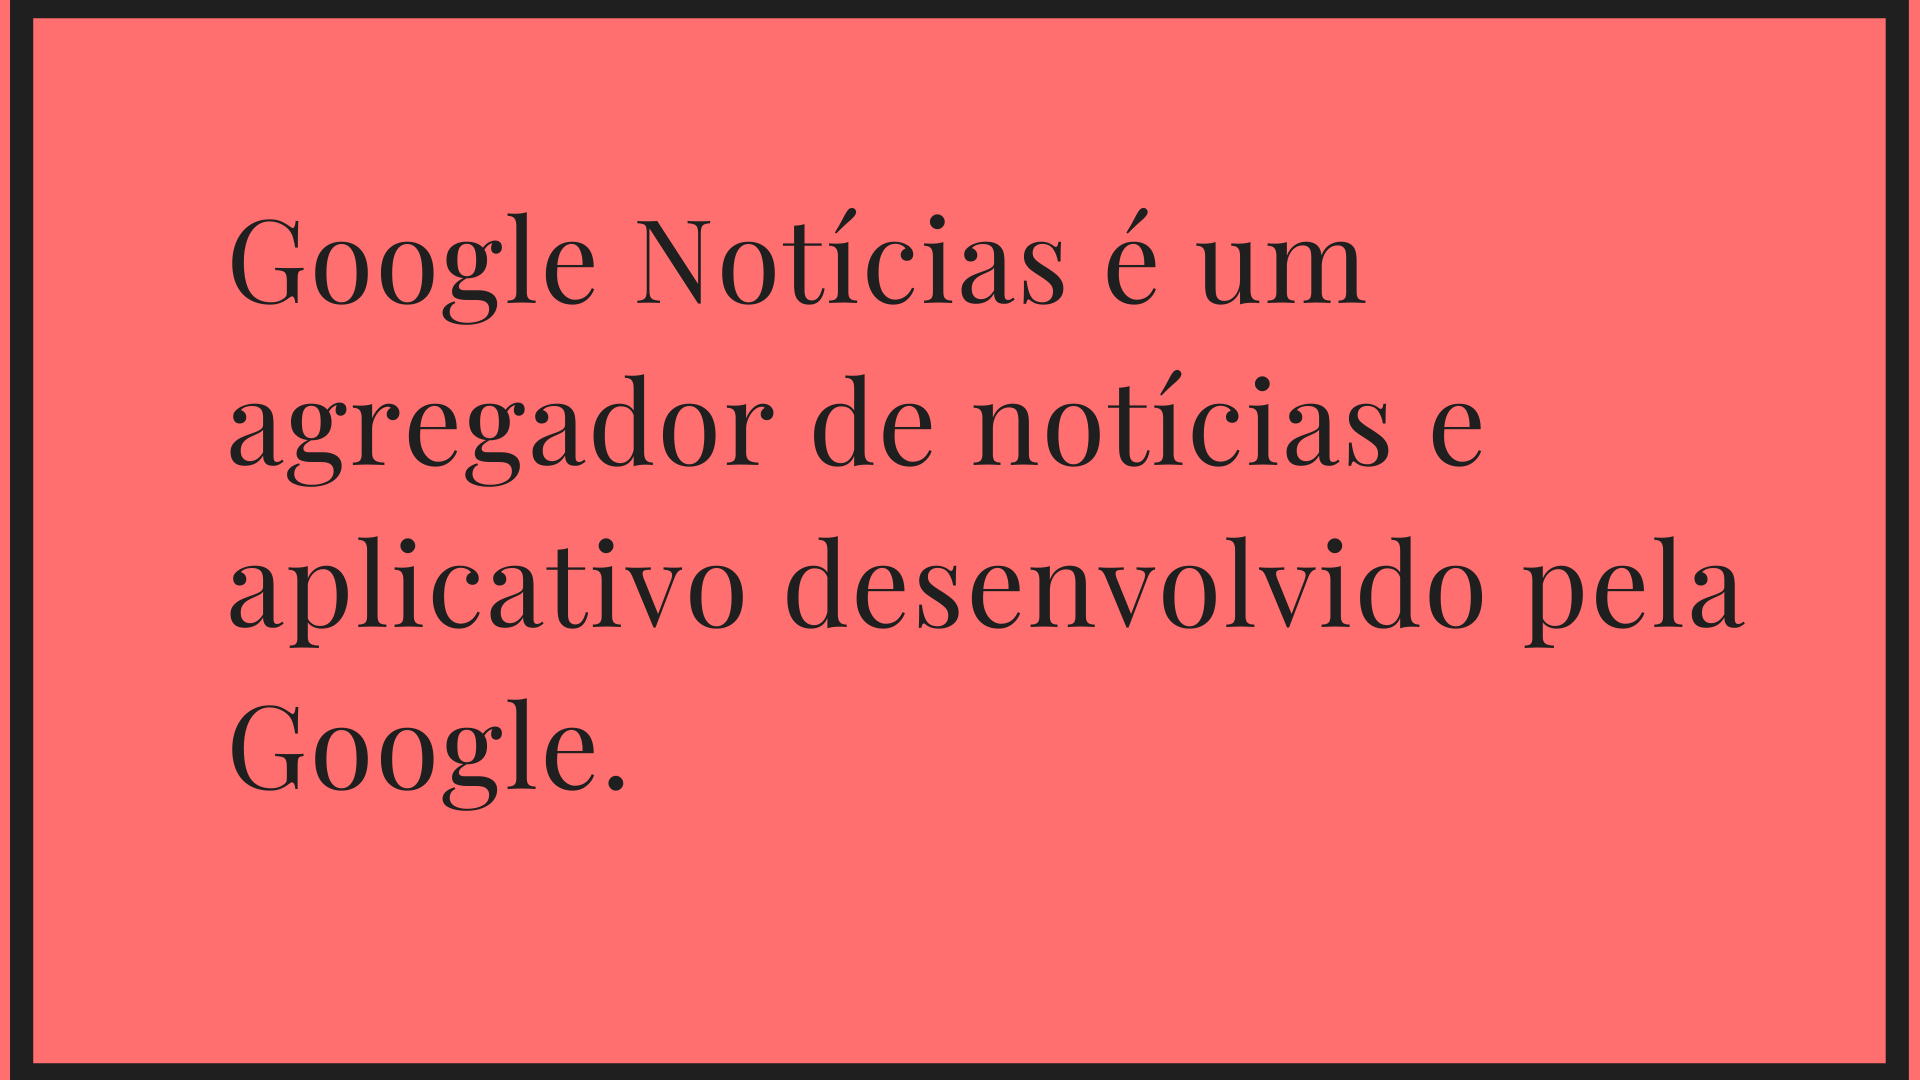 Google Notícias é um
agregador de notícias e
aplicativo desenvolvido pela
Google.